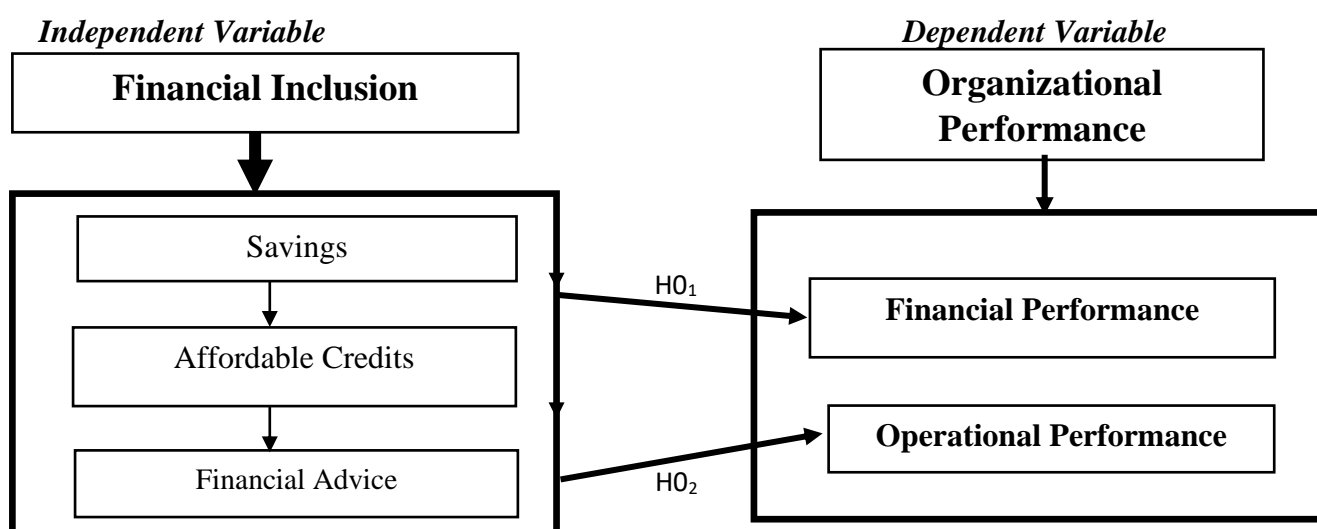 Independent Variable
Dependent Variable
Financial Inclusion
Organizational
Performance
Savings
Affordable Credits
Financial Advice
H0₁
H0₂
Financial Performance
Operational Performance